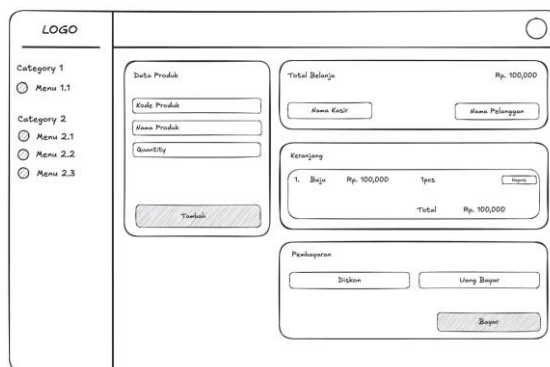 LOGO
Category 1
Menu 1.1
Category 2
Menu 2.1
Menu 2.2
Menu 2.3
Data Produk
Kode Produk
Nama Produk
Quantity
Tambah
Total Belanja Rp. 100,000
Nama Kasir Nama Pelanggan
Keranjang
1. Baju Rp. 100,000 1pcs Hapus
Total Rp. 100,000
Pembayaran
Diskon Uang Bayar
Bayar